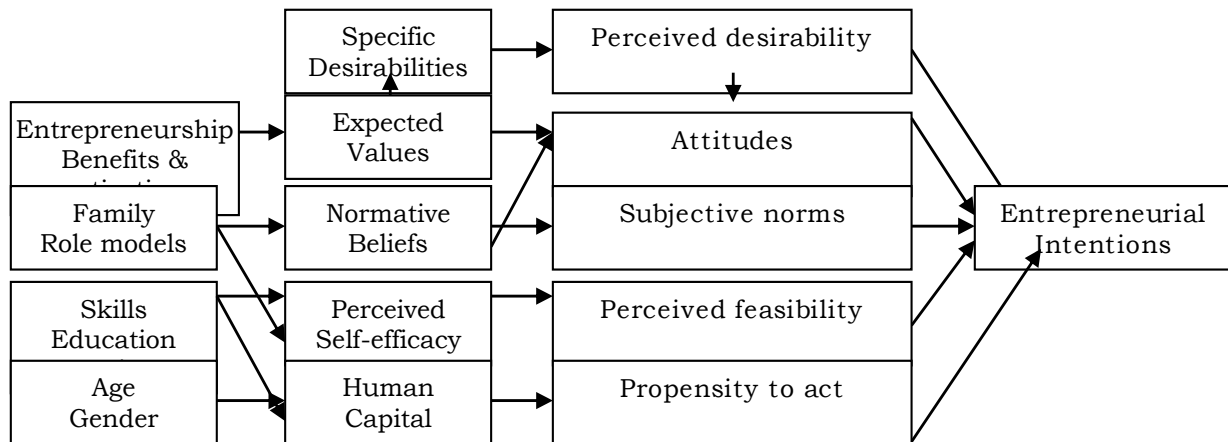 Specific
Desirabilities
Perceived desirability
Entrepreneurship
Benefits &
Expected
Values
Attitudes
Family
Role models
Normative
Beliefs
Subjective norms
Entrepreneurial
Intentions
Skills
Education
Perceived
Self-efficacy
Perceived feasibility
Age
Gender
Human
Capital
Propensity to act